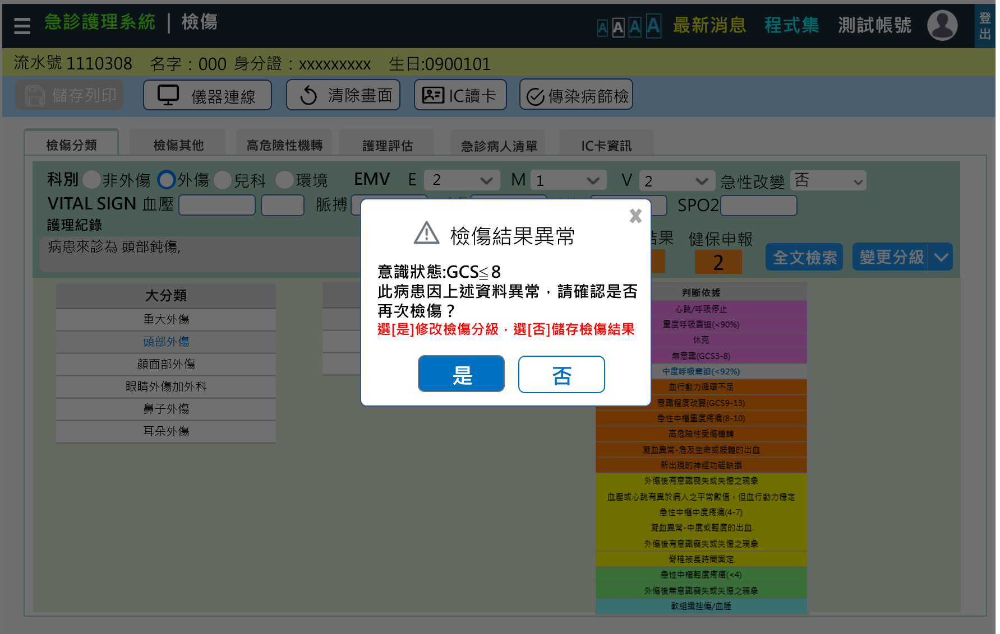 急診護理系統 | 檢傷
A A A A 最新消息 程式集 測試帳號 登出
流水號 1110308 名字：000 身分證：xxxxxxxxx 生日:0900101
儲存列印 儀器連線 清除畫面 IC讀卡 傳染病篩檢
檢傷分類 檢傷其他 高危險性機轉 護理評估 急診病人清單 IC卡資訊
科別 非外傷 外傷 兒科 環境 EMV E 2 M 1 V 2 急性改變 否
VITAL SIGN 血壓 脈搏 SPO2
護理紀錄
病患來診為 頭部鈍傷,
結果 健保申報
2
全文檢索 變更分級
檢傷結果異常
意識狀態:GCS≦8
此病患因上述資料異常，請確認是否
再次檢傷？
選[是]修改檢傷分級，選[否]儲存檢傷結果
是 否
大分類
重大外傷
頭部外傷
顏面部外傷
眼睛外傷加外科
鼻子外傷
耳朵外傷
判斷依據
心跳/呼吸停止
重度呼吸窘迫(<90%)
休克
無意識(GCS3-8)
中度呼吸窘迫(<92%)
血行動力循環不足
意識程度改變(GCS9-13)
急性中樞重度疼痛(8-10)
高危險性受傷機轉
凝血異常-危及生命或肢體的出血
新出現的神經功能缺損
外傷後有意識喪失或失憶之現象
血壓或心跳有異於病人之平常數值，但血行動力穩定
急性中樞中度疼痛(4-7)
凝血異常-中度或輕度的出血
外傷後有意識喪失或失憶之現象
脊椎被長時間固定
急性中樞輕度疼痛(<4)
外傷後無意識喪失或失憶之現象
軟組織挫傷/血腫